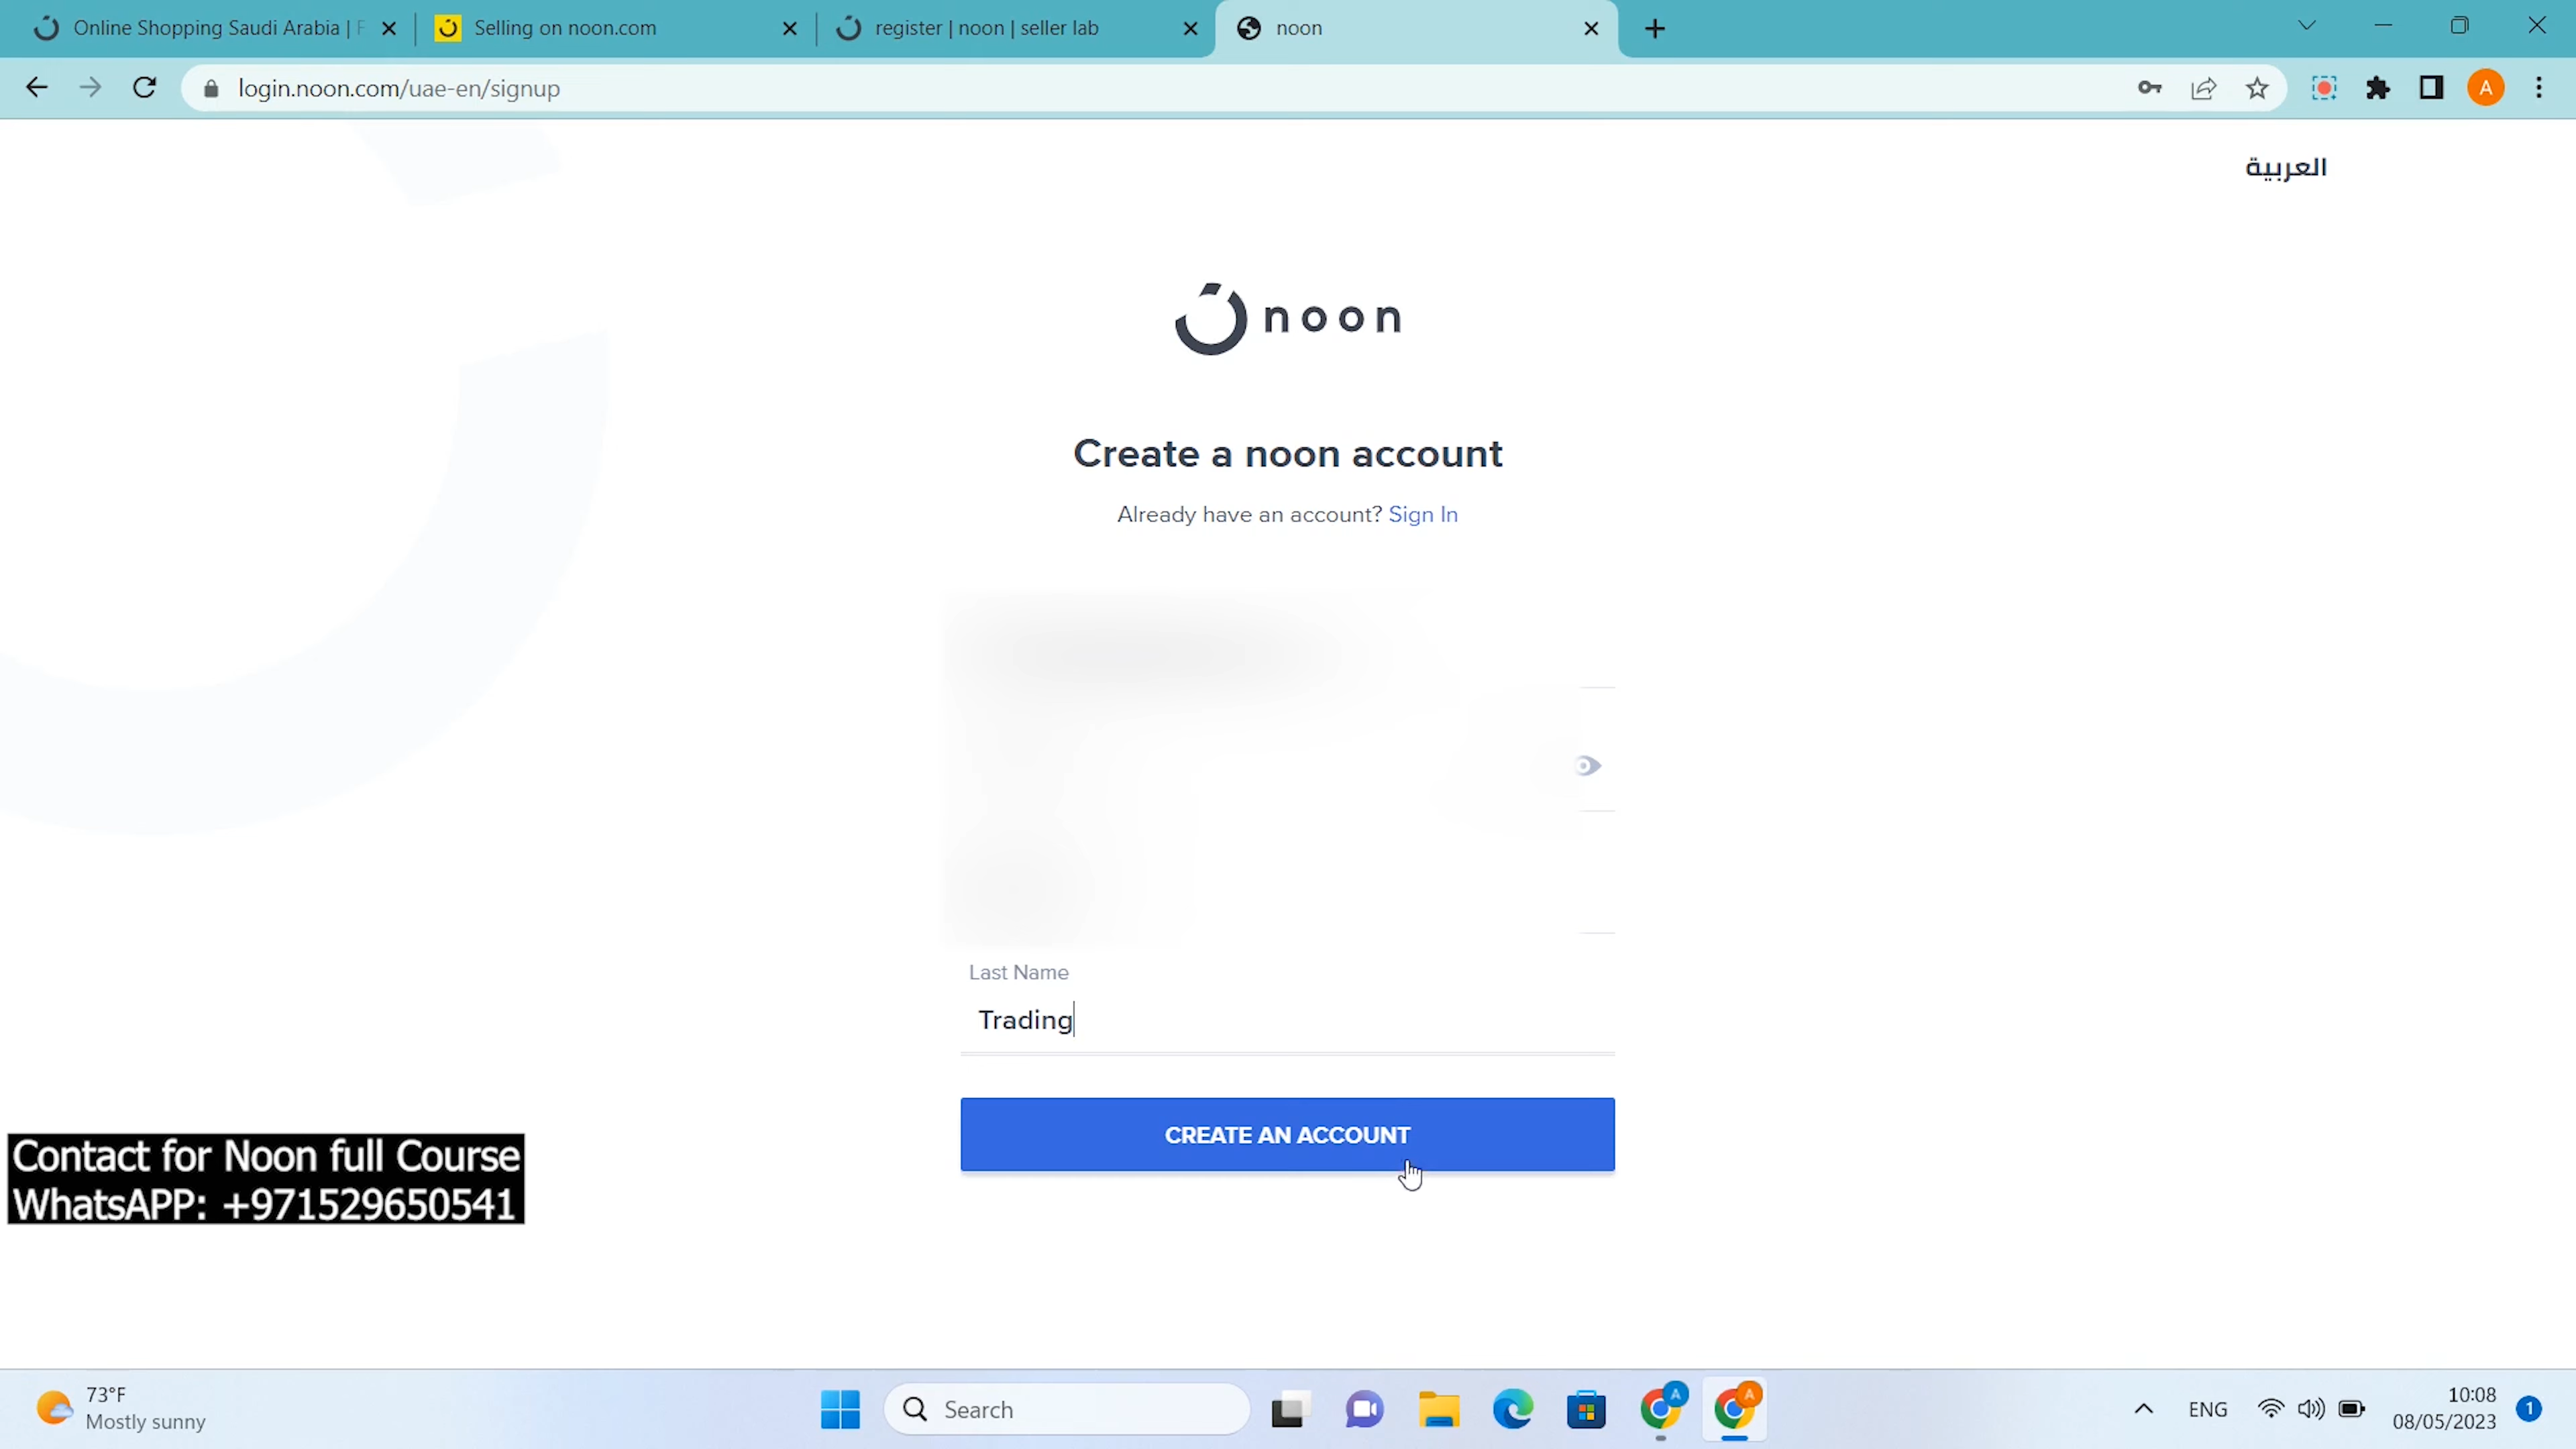 Online Shopping Saudi Arabia | F
Selling on noon.com
register | noon | seller lab
noon
login.noon.com/uae-en/signup
A
العربية
noon
Create a noon account
Already have an account? Sign In
Last Name
Trading
CREATE AN ACCOUNT
Contact for Noon full Course
WhatsAPP: +971529650541
73°F
Mostly sunny
Search
A
A
ENG
10:08
08/05/2023
1